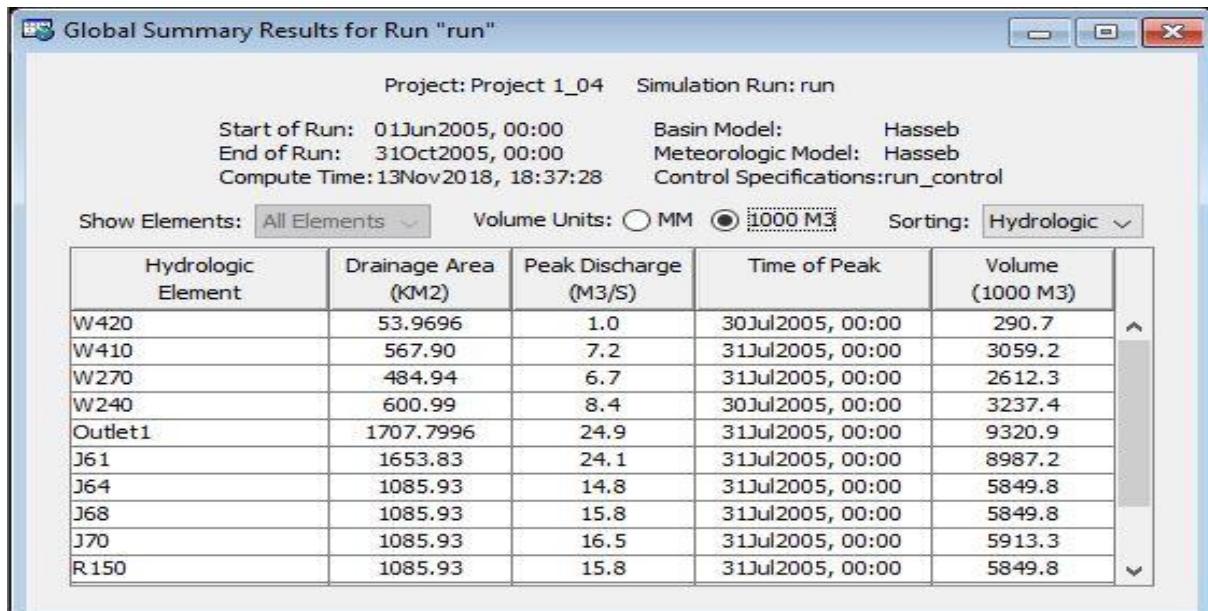 Global Summary Results for Run "run"
Project: Project 1_04 Simulation Run: run
Start of Run: 01Jun2005, 00:00 Basin Model: Hasseb
End of Run: 31Oct2005, 00:00 Meteorologic Model: Hasseb
Compute Time:13Nov2018, 18:37:28 Control Specifications:run_control
Show Elements: All Elements Volume Units: MM 1000 M3 Sorting: Hydrologic
Hydrologic Drainage Area Peak Discharge Time of Peak Volume
Element (KM2) (M3/S) (1000 M3)
W420 53.9696 1.0 30Jul2005, 00:00 290.7
W410 567.90 7.2 31Jul2005, 00:00 3059.2
W270 484.94 6.7 31Jul2005, 00:00 2612.3
W240 600.99 8.4 30Jul2005, 00:00 3237.4
Outlet1 1707.7996 24.9 31Jul2005, 00:00 9320.9
J61 1653.83 24.1 31Jul2005, 00:00 8987.2
J64 1085.93 14.8 31Jul2005, 00:00 5849.8
J68 1085.93 15.8 31Jul2005, 00:00 5849.8
J70 1085.93 16.5 31Jul2005, 00:00 5913.3
R150 1085.93 15.8 31Jul2005, 00:00 5849.8